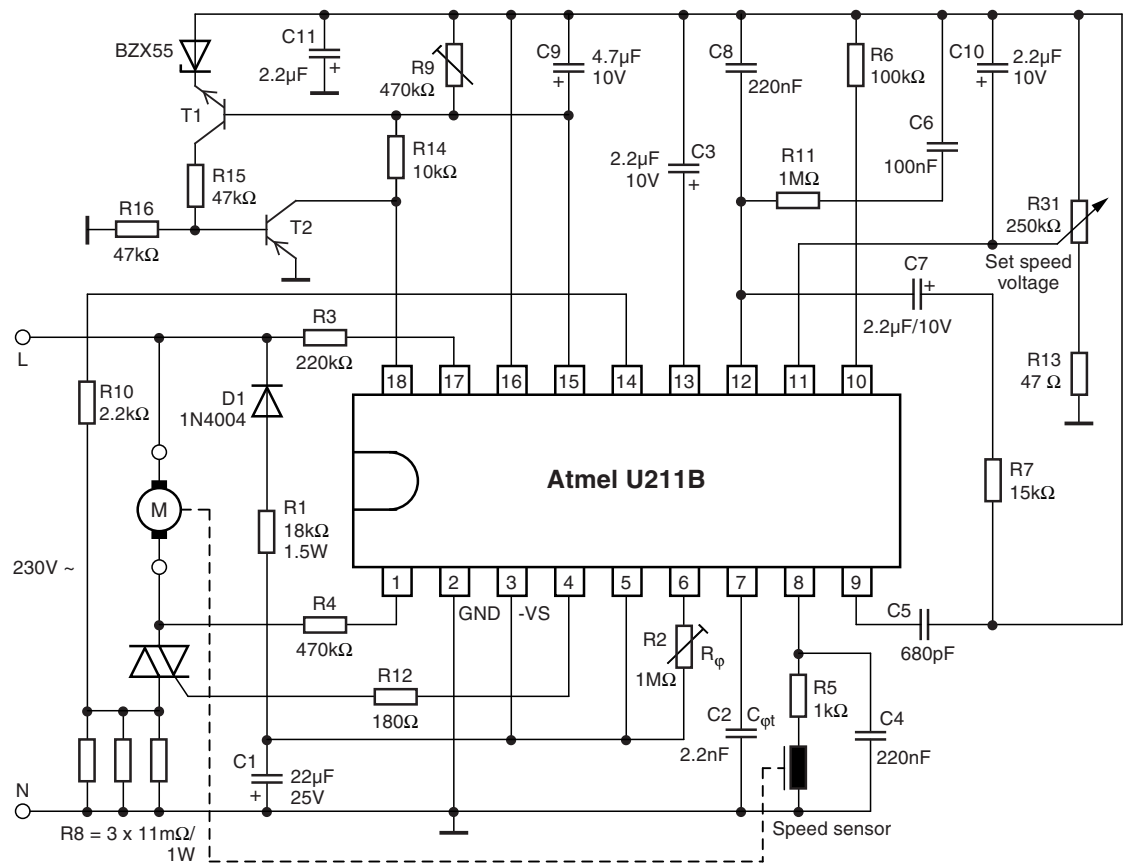 BZX55
C11
2.2µF
+
R9
470kΩ
C9
4.7µF
10V
+
C8
220nF
R6
100kΩ
C10
2.2µF
10V
+
T1
R14
10kΩ
C6
100nF
R15
47kΩ
2.2µF
10V
C3
+
R11
1MΩ
R16
47kΩ
T2
R31
250kΩ
Set speed
voltage
C7
+
2.2µF/10V
L
R3
220kΩ
R10
2.2kΩ
D1
1N4004
R13
47 Ω
18
17
16
15
14
13
12
11
10
Atmel U211B
M
R1
18kΩ
1.5W
R7
15kΩ
230V ~
1
2
3
4
5
6
7
8
9
GND
-VS
R4
470kΩ
C5
680pF
R2
1MΩ
Rφ
R12
180Ω
R5
1kΩ
C4
220nF
C2
2.2nF
Cφt
C1
22µF
25V
+
N
R8 = 3 x 11mΩ/
1W
Speed sensor